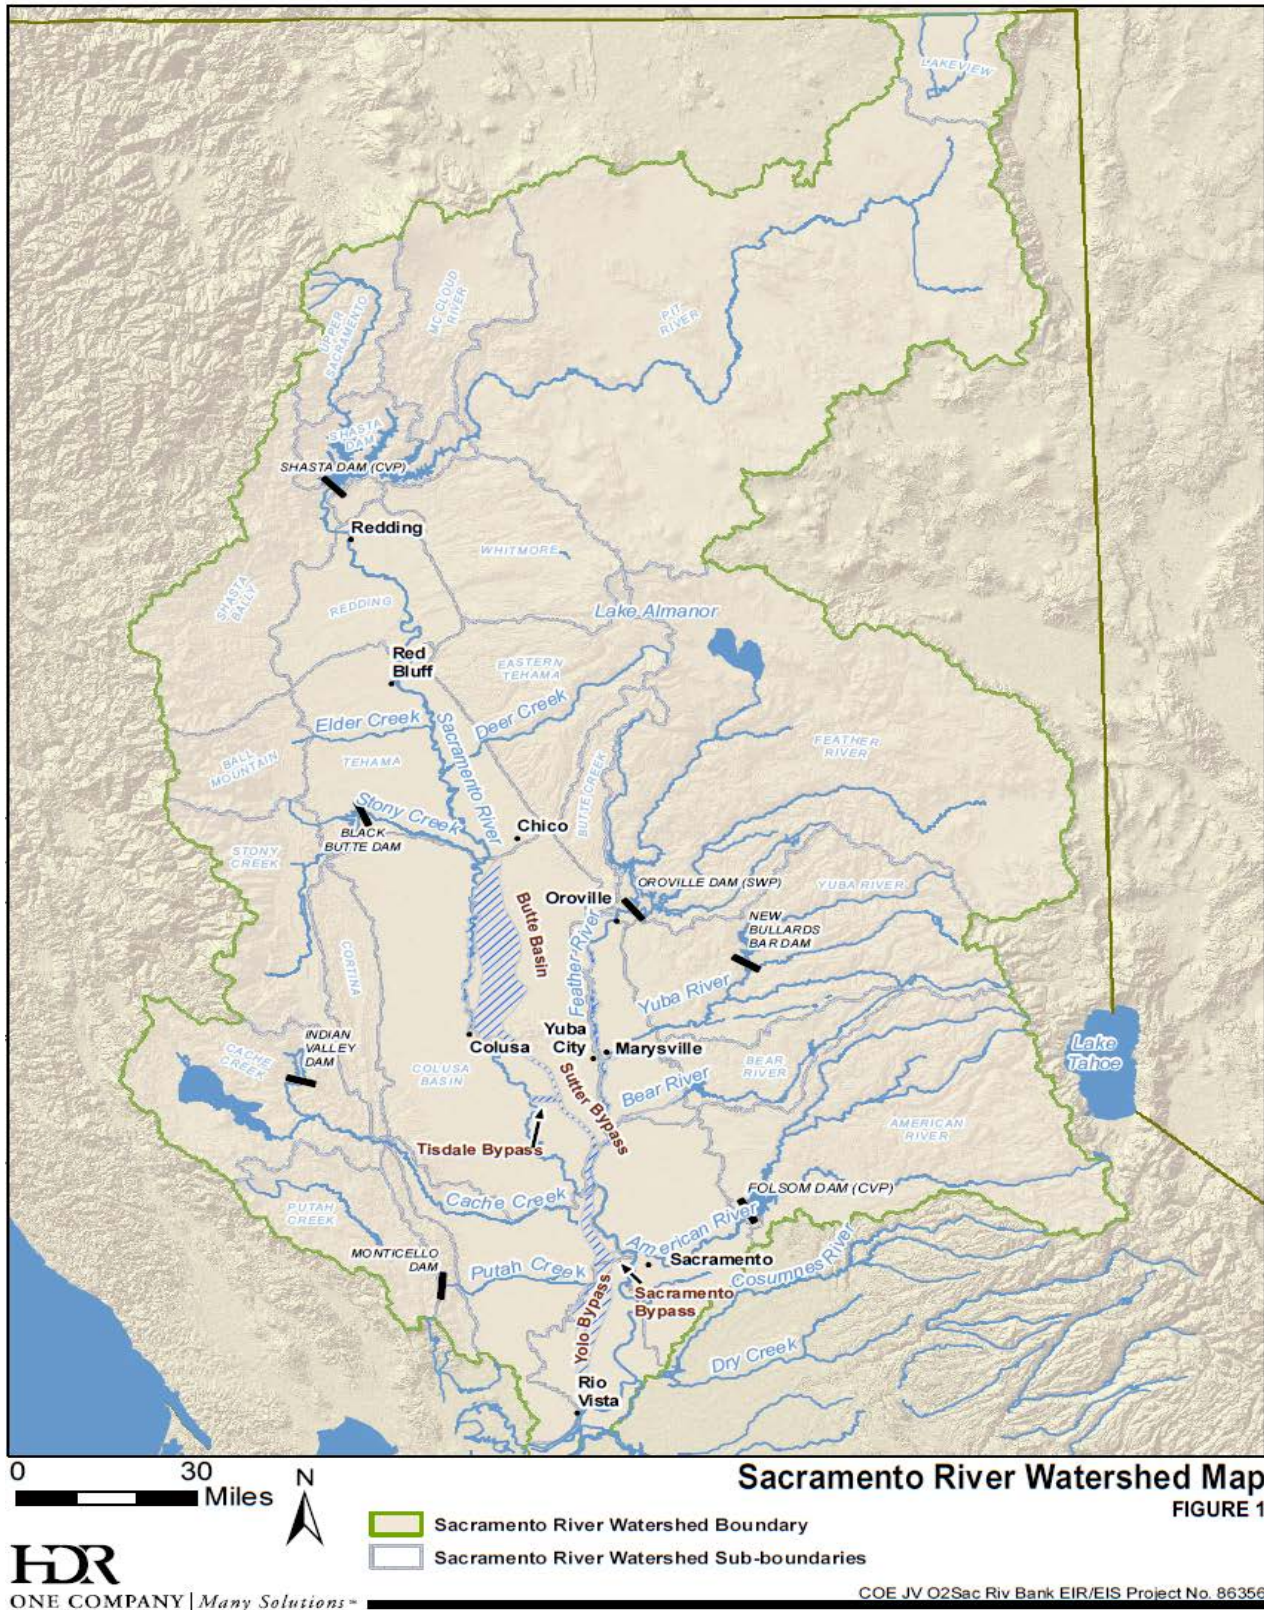 LAKEVIEW
UPPER
SACRAMENTO
MC CLOUD
RIVER
PIT
RIVER
SHASTA
DAM
SHASTA DAM (CVP)
Redding
WHITMORE
SHASTA
BALLY
REDDING
Lake Almanor
Red
Bluff
EASTERN
TEHAMA
Elder Creek
Sacramento River
Deer Creek
BALL
MOUNTAIN
TEHAMA
FEATHER
RIVER
BUTTE CREEK
Stony Creek
Chico
BLACK
BUTTE DAM
STONY
CREEK
OROVILLE DAM (SWP)
YUBA RIVER
Oroville
Butte Basin
NEW
BULLARDS
BAR DAM
CORTINA
Feather River
Yuba River
INDIAN
VALLEY
DAM
CACHE
CREEK
Colusa
Yuba
City
Marysville
Lake
Tahoe
COLUSA
BASIN
Sutter Bypass
BEAR
RIVER
Bear River
Tisdale Bypass
AMERICAN
RIVER
Cache Creek
FOLSOM DAM (CVP)
PUTAH
CREEK
American River
MONTICELLO
DAM
Putah Creek
Sacramento
Cosumnes River
Sacramento
Bypass
Yolo Bypass
Dry Creek
Rio
Vista
0 30
Miles
N
Sacramento River Watershed Map
FIGURE 1
Sacramento River Watershed Boundary
Sacramento River Watershed Sub-boundaries
HDR
ONE COMPANY | Many Solutions
COE JV O2Sac Riv Bank EIR/EIS Project No. 86356